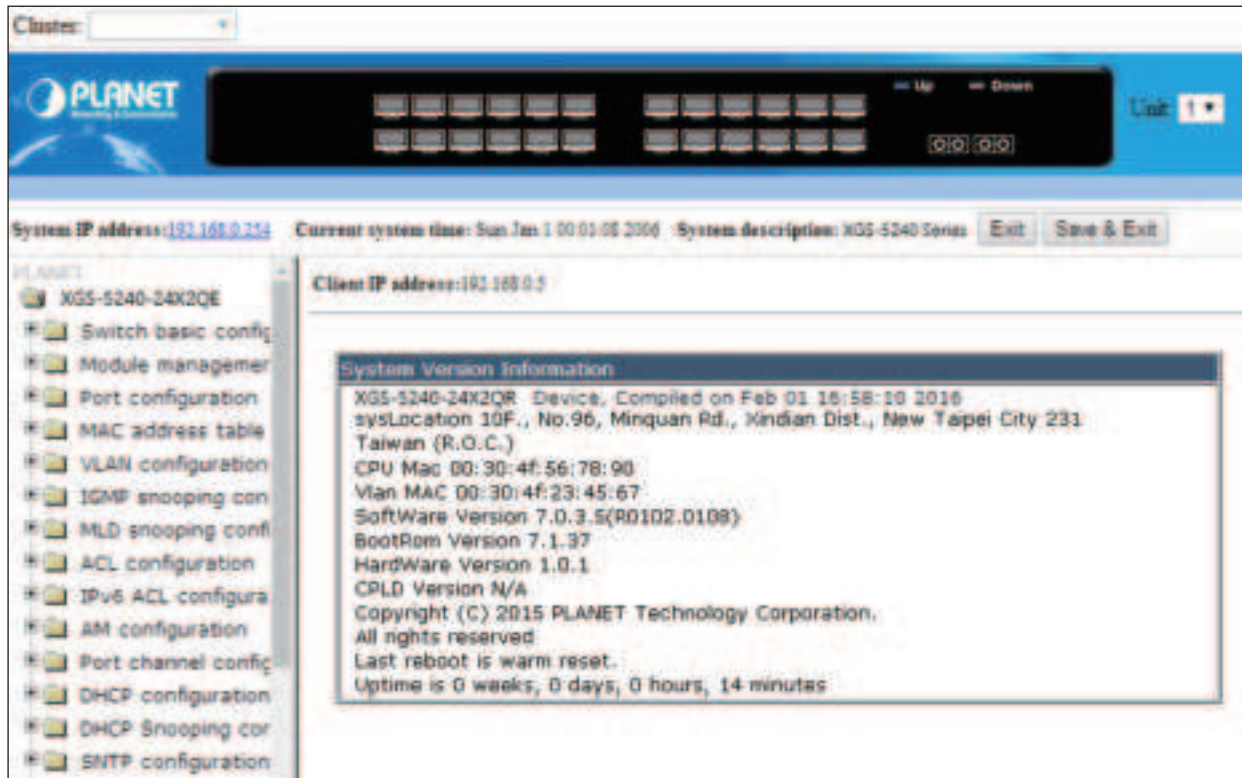 Cluster:
PLANET
Networking & Communication
Up Down
Unit 1
System IP address:192.168.0.254 Current system time: Sun Jan 1 00:01:08 2006 System description: XGS-5240 Series Exit Save & Exit
PLANET
XGS-5240-24X2QE
Switch basic config
Module managemer
Port configuration
MAC address table
VLAN configuration
IGMP snooping con
MLD snooping confi
ACL configuration
IPv6 ACL configura
AM configuration
Port channel config
DHCP configuration
DHCP Snooping cor
SNTP configuration
Client IP address:192.168.0.5
System Version Information
XGS-5240-24X2QR Device, Compiled on Feb 01 16:58:10 2016
sysLocation 10F., No.96, Minquan Rd., Xindian Dist., New Taipei City 231
Taiwan (R.O.C.)
CPU Mac 00:30:4f:56:78:90
Vlan MAC 00:30:4f:23:45:67
SoftWare Version 7.0.3.5(R0102.0108)
BootRom Version 7.1.37
HardWare Version 1.0.1
CPLD Version N/A
Copyright (C) 2015 PLANET Technology Corporation.
All rights reserved
Last reboot is warm reset.
Uptime is 0 weeks, 0 days, 0 hours, 14 minutes